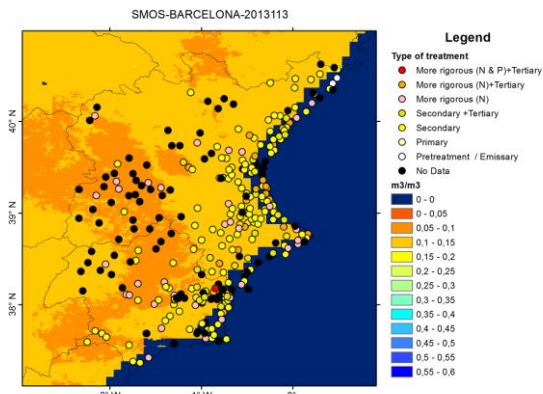 SMOS-BARCELONA-2013113
40° N
39° N
38° N
Legend
Type of treatment
More rigorous (N & P)+Tertiary
More rigorous (N)+Tertiary
More rigorous (N)
Secondary +Tertiary
Secondary
Primary
Pretreatment / Emissary
No Data
m3/m3
0 - 0
0 - 0,05
0,05 - 0,1
0,1 - 0,15
0,15 - 0,2
0,2 - 0,25
0,25 - 0,3
0,3 - 0,35
0,35 - 0,4
0,4 - 0,45
0,45 - 0,5
0,5 - 0,55
0,55 - 0,6